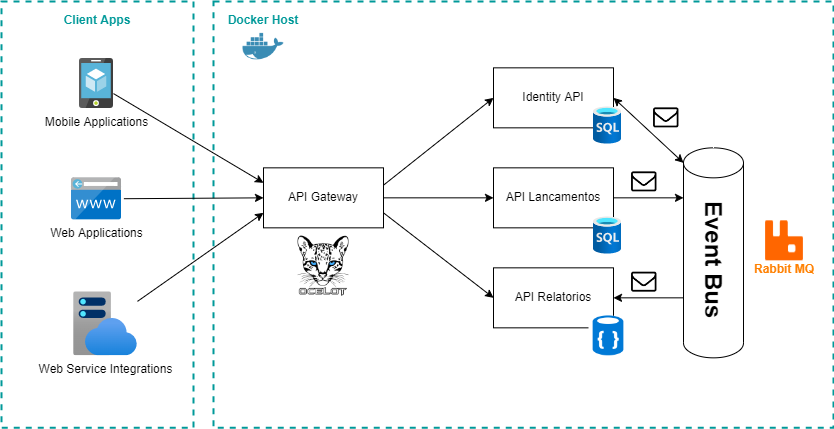 Client Apps
Docker Host
Mobile Applications
WWW
Web Applications
Web Service Integrations
API Gateway
OCELOT
Identity API
SQL
API Lancamentos
SQL
API Relatorios
{ }
Event Bus
Rabbit MQ